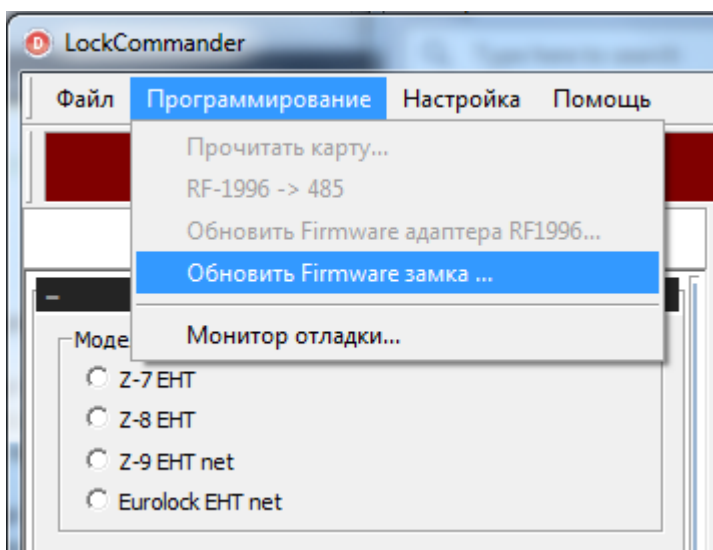 LockCommander
Файл Программирование Настройка Помощь
Прочитать карту...
RF-1996 -> 485
Обновить Firmware адаптера RF1996...
Обновить Firmware замка ...
Монитор отладки...
Z-7 EHT
Z-8 EHT
Z-9 EHT net
Eurolock EHT net